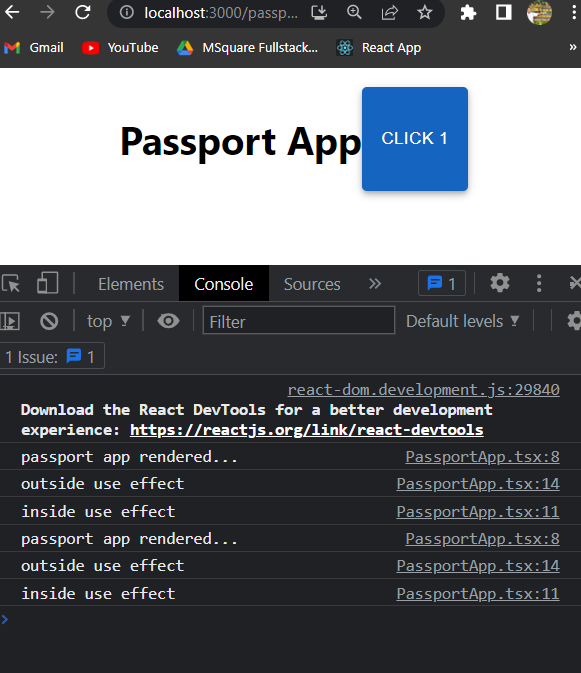 localhost:3000/passp...
Gmail YouTube MSquare Fullstack... React App »
Passport App CLICK 1
Elements Console Sources » 1
top Filter Default levels
1 Issue: 1
react-dom.development.js:29840
Download the React DevTools for a better development
experience: https://reactjs.org/link/react-devtools
passport app rendered... PassportApp.tsx:8
outside use effect PassportApp.tsx:14
inside use effect PassportApp.tsx:11
passport app rendered... PassportApp.tsx:8
outside use effect PassportApp.tsx:14
inside use effect PassportApp.tsx:11